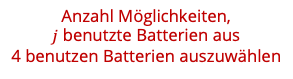 Anzahl Möglichkeiten,
j benutzte Batterien aus
4 benutzen Batterien auszuwählen